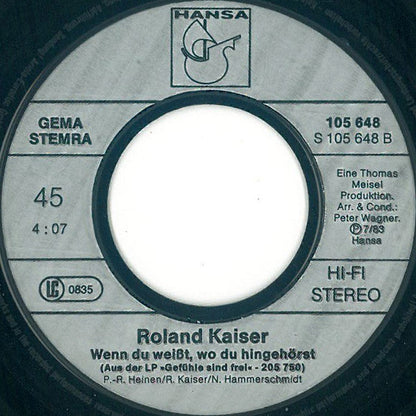 HANSA
GEMA
STEMRA
105 648
S 105 648 B
Eine Thomas
Meisel
Produktion.
Arr. & Cond.:
Peter Wagner.
Ⓟ 7/83
Hansa
45
4:07
LC 0835
HI-FI
STEREO
Roland Kaiser
Wenn du weißt, wo du hingehörst
(Aus der LP »Gefühle sind frei« - 205 750)
P.-R. Heinen/R. Kaiser/N. Hammerschmidt